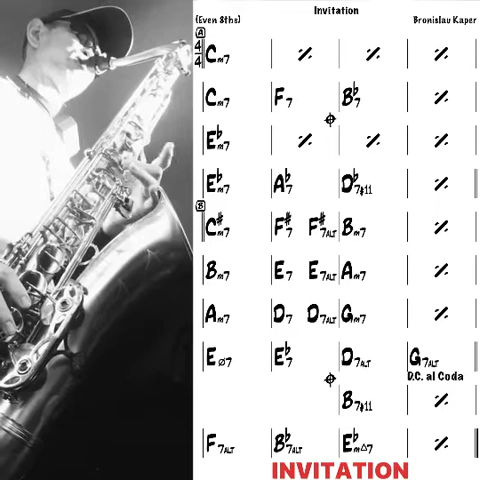 Invitation
(Even 8ths) Bronislau Kaper
A
4/4 Cm7 𝄎 𝄎 𝄎
Cm7 F7 B♭7 𝄎
E♭m7 𝄎 𝄎 𝄎
E♭m7 A♭7 D♭7♯11 𝄎
B
C♯m7 F♯7 F♯7ALT Bm7 𝄎
Bm7 E7 E7ALT Am7 𝄎
Am7 D7 D7ALT Gm7 𝄎
EØ7 E♭7 D7ALT G7ALT
D.C. al Coda
B7♯11 𝄎
F7ALT B♭7ALT E♭m△7 𝄎
INVITATION